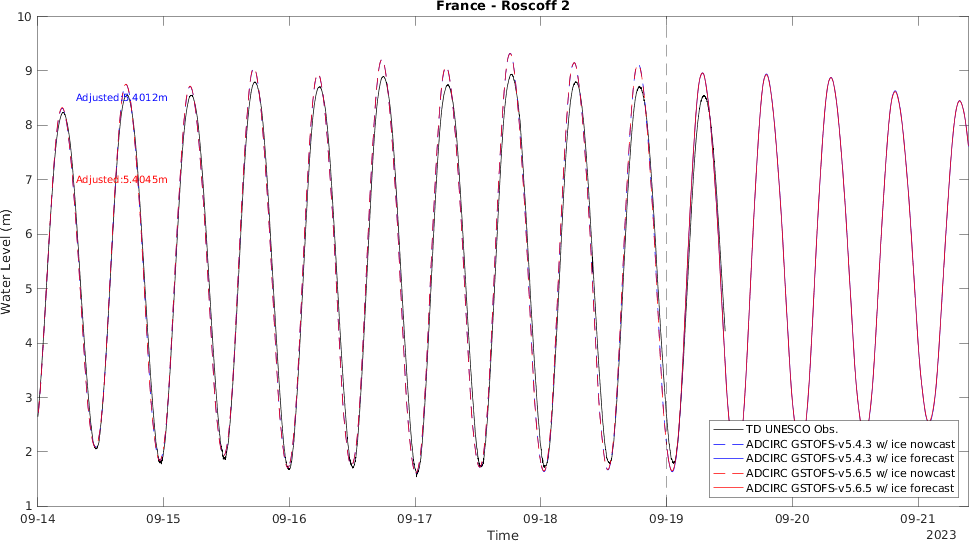 France - Roscoff 2
Water Level (m)
10
9
8
7
6
5
4
3
2
1
Adjusted:5.4012m
Adjusted:5.4045m
TD UNESCO Obs.
ADCIRC GSTOFS-v5.4.3 w/ ice nowcast
ADCIRC GSTOFS-v5.4.3 w/ ice forecast
ADCIRC GSTOFS-v5.6.5 w/ ice nowcast
ADCIRC GSTOFS-v5.6.5 w/ ice forecast
09-14 09-15 09-16 09-17 09-18 09-19 09-20 09-21
Time
2023